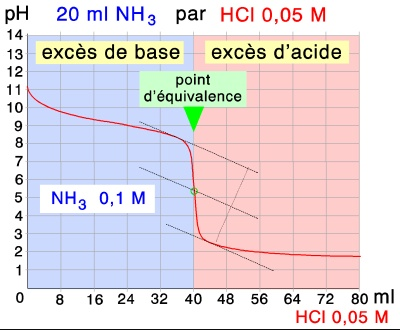 pH 20 ml NH₃ par HCl 0,05 M
14
excès de base excès d'acide
13
12
point
d'équivalence
11
10
9
8
7
6
NH₃ 0,1 M
5
4
3
2
1
0 8 16 24 32 40 48 56 64 72 80 ml
HCl 0,05 M